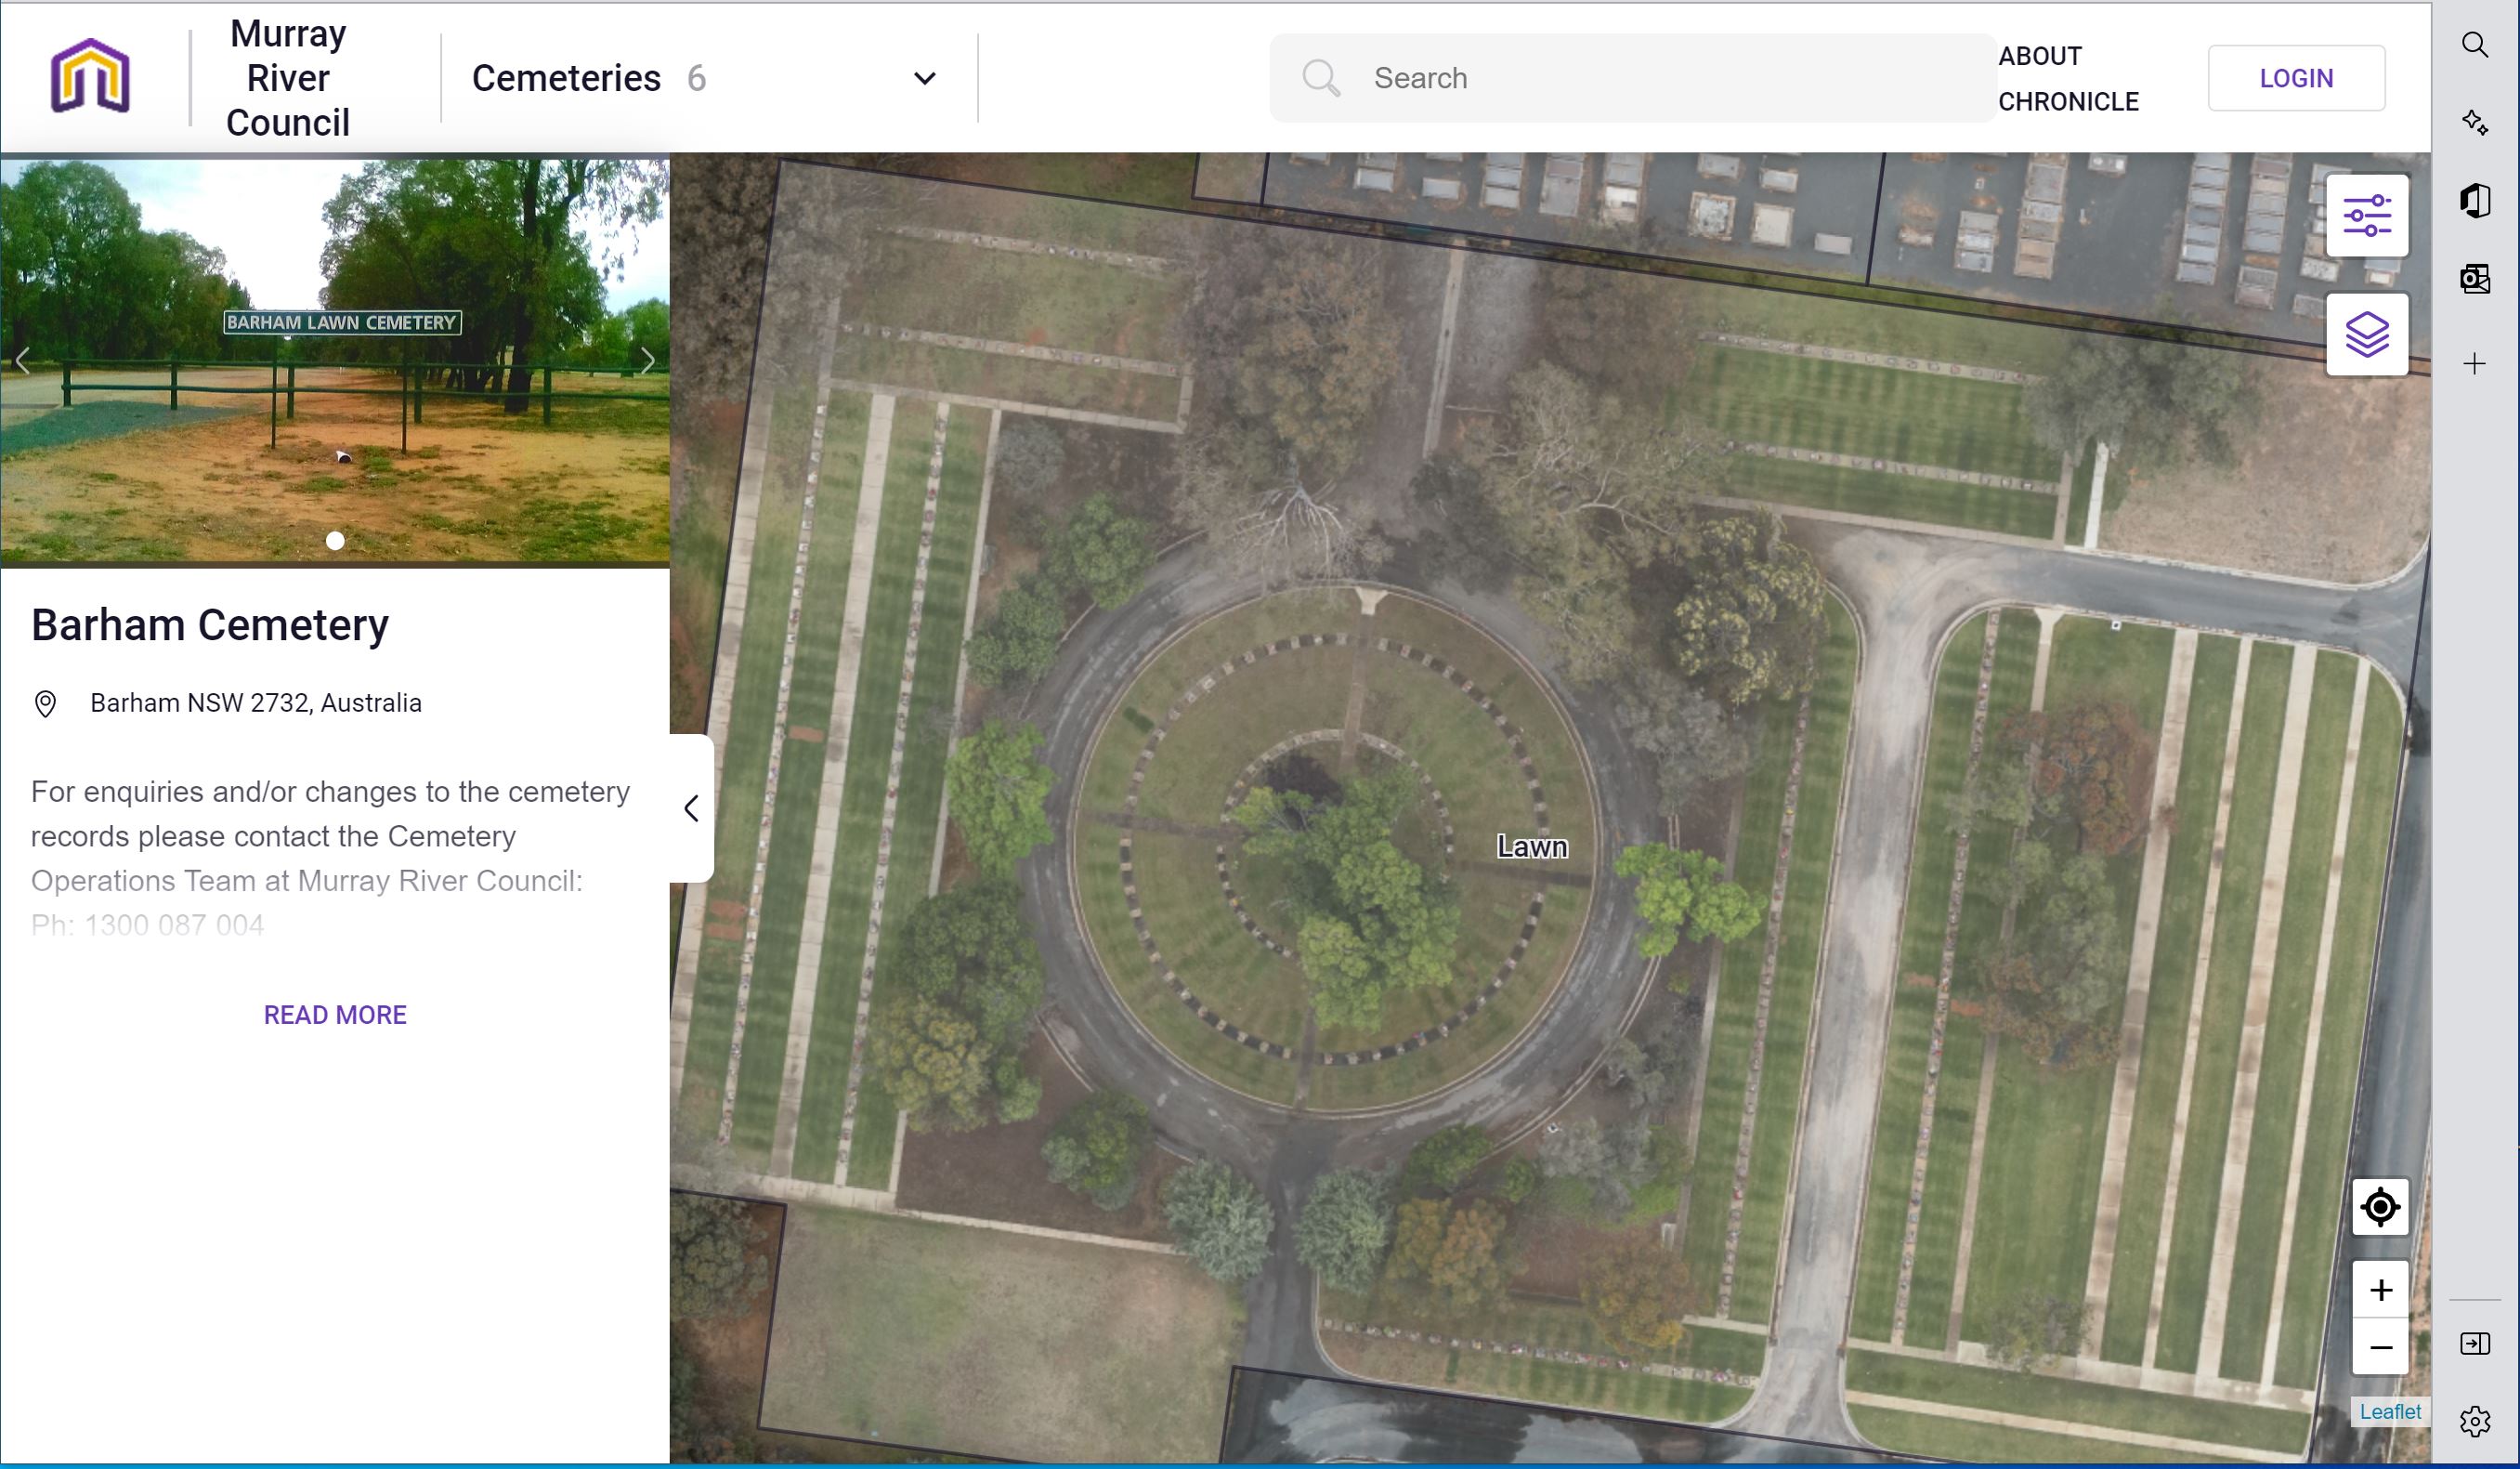 Murray
River
Council
Cemeteries 6
Search
ABOUT
CHRONICLE
LOGIN
BARHAM LAWN CEMETERY
Barham Cemetery
Barham NSW 2732, Australia
For enquiries and/or changes to the cemetery
records please contact the Cemetery
Operations Team at Murray River Council:
Ph: 1300 087 004
READ MORE
Lawn
Leaflet